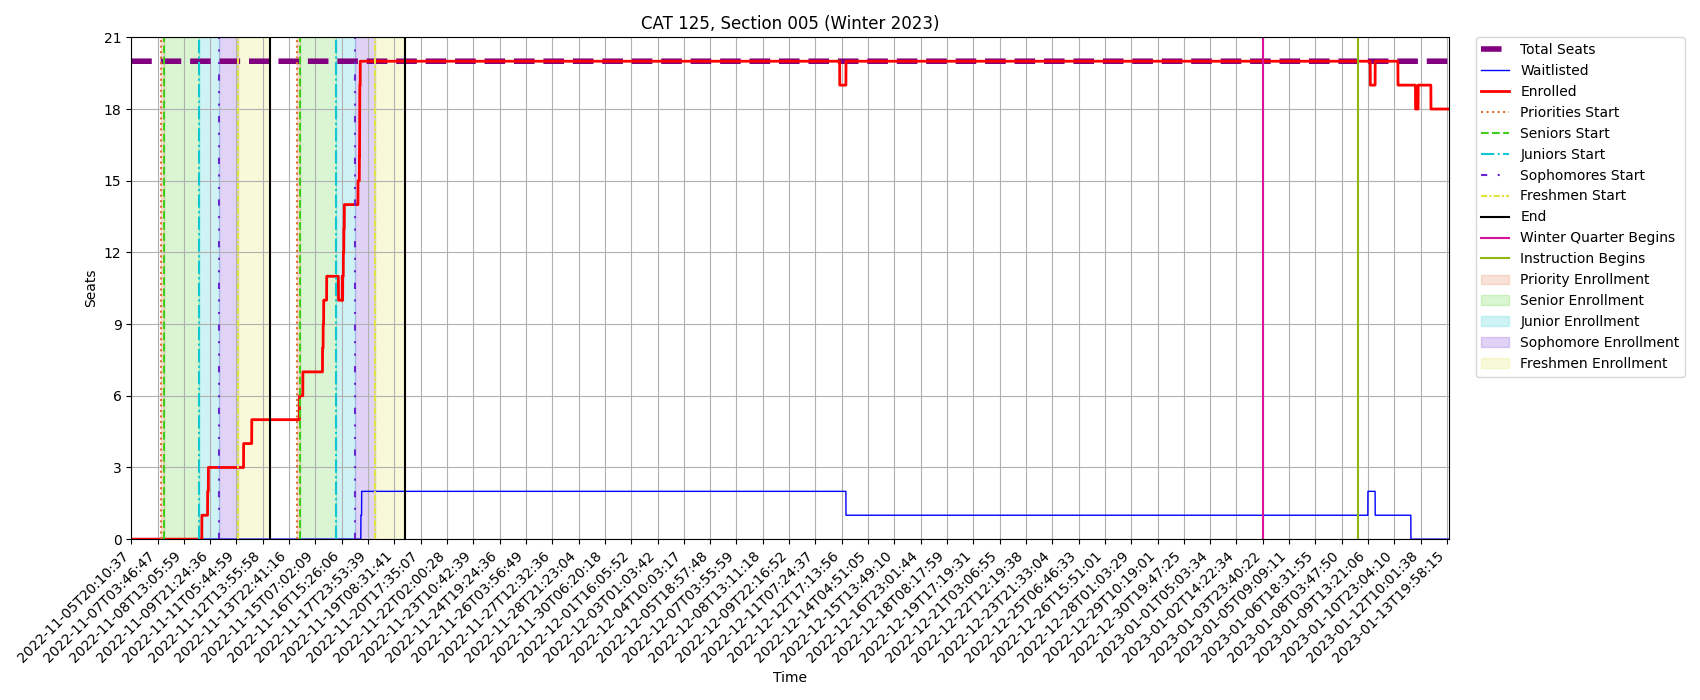 CAT 125, Section 005 (Winter 2023)
21
18
15
12
9
6
3
0
Seats
2022-11-05T20:10:37
2022-11-07T03:46:47
2022-11-08T13:05:59
2022-11-09T21:24:36
2022-11-11T05:44:59
2022-11-12T13:55:58
2022-11-13T22:41:16
2022-11-15T07:02:09
2022-11-16T15:26:06
2022-11-17T23:53:39
2022-11-19T08:31:41
2022-11-20T17:35:07
2022-11-22T02:00:28
2022-11-23T10:42:39
2022-11-24T19:24:36
2022-11-26T03:56:49
2022-11-27T12:32:36
2022-11-28T21:23:04
2022-11-30T06:20:18
2022-12-01T16:05:52
2022-12-03T01:03:42
2022-12-04T10:03:17
2022-12-05T18:57:48
2022-12-07T03:55:59
2022-12-08T13:11:18
2022-12-09T22:16:52
2022-12-11T07:24:37
2022-12-12T17:13:56
2022-12-14T04:51:05
2022-12-15T13:49:10
2022-12-16T23:01:44
2022-12-18T08:17:59
2022-12-19T17:19:31
2022-12-21T03:06:55
2022-12-22T12:19:38
2022-12-23T21:33:04
2022-12-25T06:46:33
2022-12-26T15:51:01
2022-12-28T01:03:29
2022-12-29T10:19:01
2022-12-30T19:47:25
2023-01-01T05:03:34
2023-01-02T14:22:34
2023-01-03T23:40:22
2023-01-05T09:09:11
2023-01-06T18:31:55
2023-01-08T03:47:50
2023-01-09T13:21:06
2023-01-10T23:04:10
2023-01-12T10:01:38
2023-01-13T19:58:15
Time
Total Seats
Waitlisted
Enrolled
Priorities Start
Seniors Start
Juniors Start
Sophomores Start
Freshmen Start
End
Winter Quarter Begins
Instruction Begins
Priority Enrollment
Senior Enrollment
Junior Enrollment
Sophomore Enrollment
Freshmen Enrollment